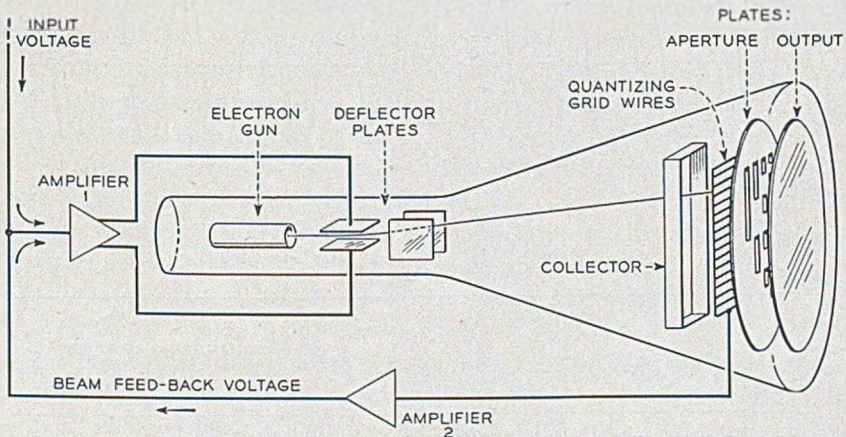 INPUT
VOLTAGE
PLATES:
APERTURE OUTPUT
QUANTIZING
GRID WIRES
ELECTRON
GUN
DEFLECTOR
PLATES
AMPLIFIER
1
COLLECTOR
BEAM FEED-BACK VOLTAGE
AMPLIFIER
2